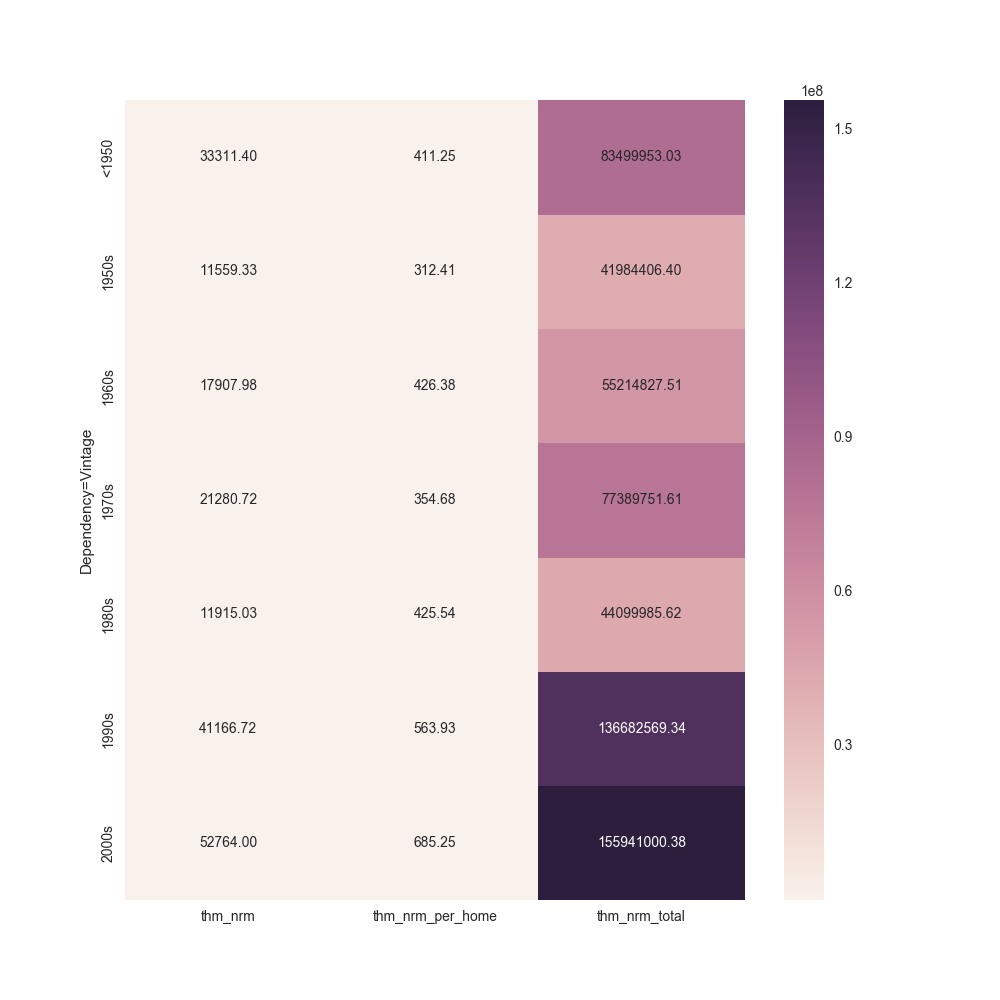 1e8
<1950 33311.40 411.25 83499953.03 1.5
1950s 11559.33 312.41 41984406.40 1.2
1960s 17907.98 426.38 55214827.51 0.9
Dependency=Vintage
1970s 21280.72 354.68 77389751.61 0.6
1980s 11915.03 425.54 44099985.62
1990s 41166.72 563.93 136682569.34 0.3
2000s 52764.00 685.25 155941000.38
thm_nrm thm_nrm_per_home thm_nrm_total